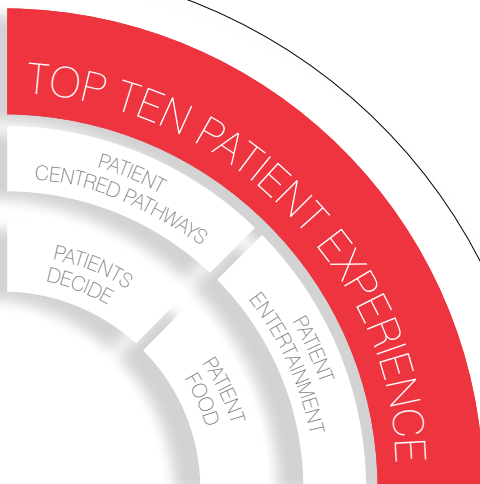 TOP TEN PATIENT EXPERIENCE
PATIENT
CENTRED PATHWAYS
PATIENT
ENTERTAINMENT
PATIENTS
DECIDE
PATIENT
FOOD